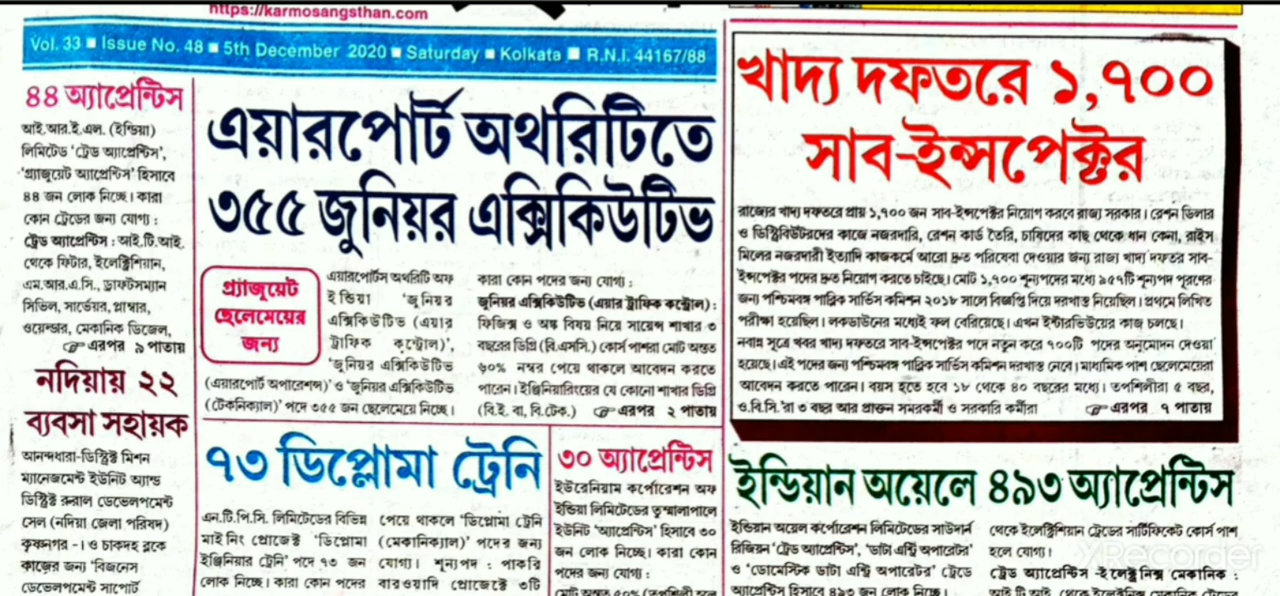 https://karmosangsthan.com
Vol. 33 ■ Issue No. 48 ■ 5th December 2020 ■ Saturday ■ Kolkata ■ R.N.I. 44167/88
৪৪ অ্যাপ্রেন্টিস
আই.আর.ই.এল. (ইন্ডিয়া)
লিমিটেড 'ট্রেড অ্যাপ্রেন্টিস',
'গ্র্যাজুয়েট অ্যাপ্রেন্টিস' হিসাবে
৪৪ জন লোক নিচ্ছে। কারা
কোন ট্রেডের জন্য যোগ্য :
ট্রেড অ্যাপ্রেন্টিস : আই.টি.আই.
থেকে ফিটার, ইলেক্ট্রিশিয়ান,
এম.আর.এ.সি., ড্রাফটসম্যান
সিভিল, সার্ভেয়র, প্লাম্বার,
ওয়েল্ডার, মেকানিক ডিজেল,
এরপর ৯ পাতায়
নদিয়ায় ২২
ব্যবসা সহায়ক
আনন্দধারা-ডিস্ট্রিক্ট মিশন
ম্যানেজমেন্ট ইউনিট অ্যান্ড
ডিস্ট্রিক্ট রুরাল ডেভেলপমেন্ট
সেল (নদিয়া জেলা পরিষদ)
কৃষ্ণনগর -। ও চাকদহ ব্লকে
কাজের জন্য 'বিজনেস
ডেভেলপমেন্ট সাপোর্ট
এয়ারপোর্ট অথরিটিতে
৩৫৫ জুনিয়র এক্সিকিউটিভ
গ্র্যাজুয়েট
ছেলেমেয়ের
জন্য
এয়ারপোর্টস অথরিটি অফ
ইন্ডিয়া 'জুনিয়র
এক্সিকিউটিভ (এয়ার
ট্রাফিক কন্ট্রোল)',
'জুনিয়র এক্সিকিউটিভ
(এয়ারপোর্ট অপারেশন্স)' ও 'জুনিয়র এক্সিকিউটিভ
(টেকনিক্যাল)' পদে ৩৫৫ জন ছেলেমেয়ে নিচ্ছে।
কারা কোন পদের জন্য যোগ্য :
জুনিয়র এক্সিকিউটিভ (এয়ার ট্রাফিক কন্ট্রোল) :
ফিজিক্স ও অঙ্ক বিষয় নিয়ে সায়েন্স শাখার ৩
বছরের ডিগ্রি (বি.এসসি.) কোর্স পাশরা মোট অন্তত
৬০% নম্বর পেয়ে থাকলে আবেদন করতে
পারেন। ইঞ্জিনিয়ারিংয়ের যে কোনো শাখার ডিগ্রি
(বি.ই. বা, বি.টেক.) এরপর ২ পাতায়
৭৩ ডিপ্লোমা ট্রেনি
এন.টি.পি.সি. লিমিটেডের বিভিন্ন
মাইনিং প্রোজেক্টে 'ডিপ্লোমা
ইঞ্জিনিয়ার ট্রেনি' পদে ৭৩ জন
লোক নিচ্ছে। কারা কোন পদের
পেয়ে থাকলে 'ডিপ্লোমা ট্রেনি
(মেকানিক্যাল)' পদের জন্য
যোগ্য। শূন্যপদ : পাকরি
বারওয়াদি প্রোজেক্টে ৩টি
৩০ অ্যাপ্রেন্টিস
ইউরেনিয়াম কর্পোরেশন অফ
ইন্ডিয়া লিমিটেডের তুম্মালাপালে
ইউনিট 'অ্যাপ্রেন্টিস' হিসাবে ৩০
জন লোক নিচ্ছে। কারা কোন
পদের জন্য যোগ্য :
মোট অন্তত ৫০% (তপশিলী হলে
খাদ্য দফতরে ১,৭০০
সাব-ইন্সপেক্টর
রাজ্যের খাদ্য দফতরে প্রায় ১,৭০০ জন সাব-ইন্সপেক্টর নিয়োগ করবে রাজ্য সরকার। রেশন ডিলার
ও ডিস্ট্রিবিউটরদের কাজে নজরদারি, রেশন কার্ড তৈরি, চাষিদের কাছ থেকে ধান কেনা, রাইস
মিলের নজরদারী ইত্যাদি কাজকর্মে আরো দ্রুত পরিষেবা দেওয়ার জন্য রাজ্য খাদ্য দফতর সাব-
ইন্সপেক্টর পদের দ্রুত নিয়োগ করতে চাইছে। মোট ১,৭০০ শূন্যপদের মধ্যে ৯৫৭টি শূন্যপদ পূরণের
জন্য পশ্চিমবঙ্গ পাব্লিক সার্ভিস কমিশন ২০১৮ সালে বিজ্ঞপ্তি দিয়ে দরখাস্ত নিয়েছিল। প্রথমে লিখিত
পরীক্ষা হয়েছিল। লকডাউনের মধ্যেই ফল বেরিয়েছে। এখন ইন্টারভিউয়ের কাজ চলছে।
নবান্ন সূত্রে খবর খাদ্য দফতরে সাব-ইন্সপেক্টর পদে নতুন করে ৭০০টি পদের অনুমোদন দেওয়া
হয়েছে। এই পদের জন্য পশ্চিমবঙ্গ পাব্লিক সার্ভিস কমিশন দরখাস্ত নেবে। মাধ্যমিক পাশ ছেলেমেয়েরা
আবেদন করতে পারেন। বয়স হতে হবে ১৮ থেকে ৪০ বছরের মধ্যে। তপশিলীরা ৫ বছর,
ও.বি.সি.'রা ৩ বছর আর প্রাক্তন সমরকর্মী ও সরকারি কর্মীরা এরপর ৭ পাতায়
ইন্ডিয়ান অয়েলে ৪৯৩ অ্যাপ্রেন্টিস
ইন্ডিয়ান অয়েল কর্পোরেশন লিমিটেডের সাউদার্ন
রিজিয়ন 'ট্রেড অ্যাপ্রেন্টিস', 'ডাটা এন্ট্রি অপারেটর'
ও 'ডোমেস্টিক ডাটা এন্ট্রি অপারেটর' ট্রেডে
অ্যাপ্রেন্টিস হিসাবে ৪৯৩ জন লোক নিচ্ছে।
থেকে ইলেক্ট্রিশিয়ান ট্রেডের সার্টিফিকেট কোর্স পাশ
হলে যোগ্য।
ট্রেড অ্যাপ্রেন্টিস -ইলেক্ট্রনিক্স মেকানিক :
আই.টি.আই. থেকে ইলেক্ট্রনিক্স মেকানিক ট্রেডের
XRecorder